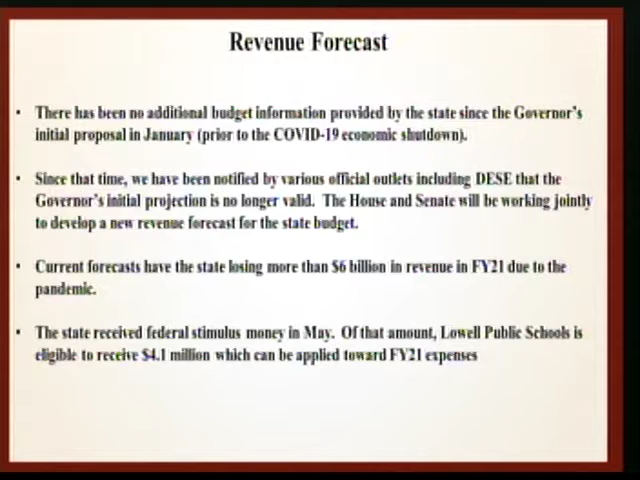 Revenue Forecast
• There has been no additional budget information provided by the state since the Governor's
initial proposal in January (prior to the COVID-19 economic shutdown).
• Since that time, we have been notified by various official outlets including DESE that the
Governor's initial projection is no longer valid. The House and Senate will be working jointly
to develop a new revenue forecast for the state budget.
• Current forecasts have the state losing more than $6 billion in revenue in FY21 due to the
pandemic.
• The state received federal stimulus money in May. Of that amount, Lowell Public Schools is
eligible to receive $4.1 million which can be applied toward FY21 expenses